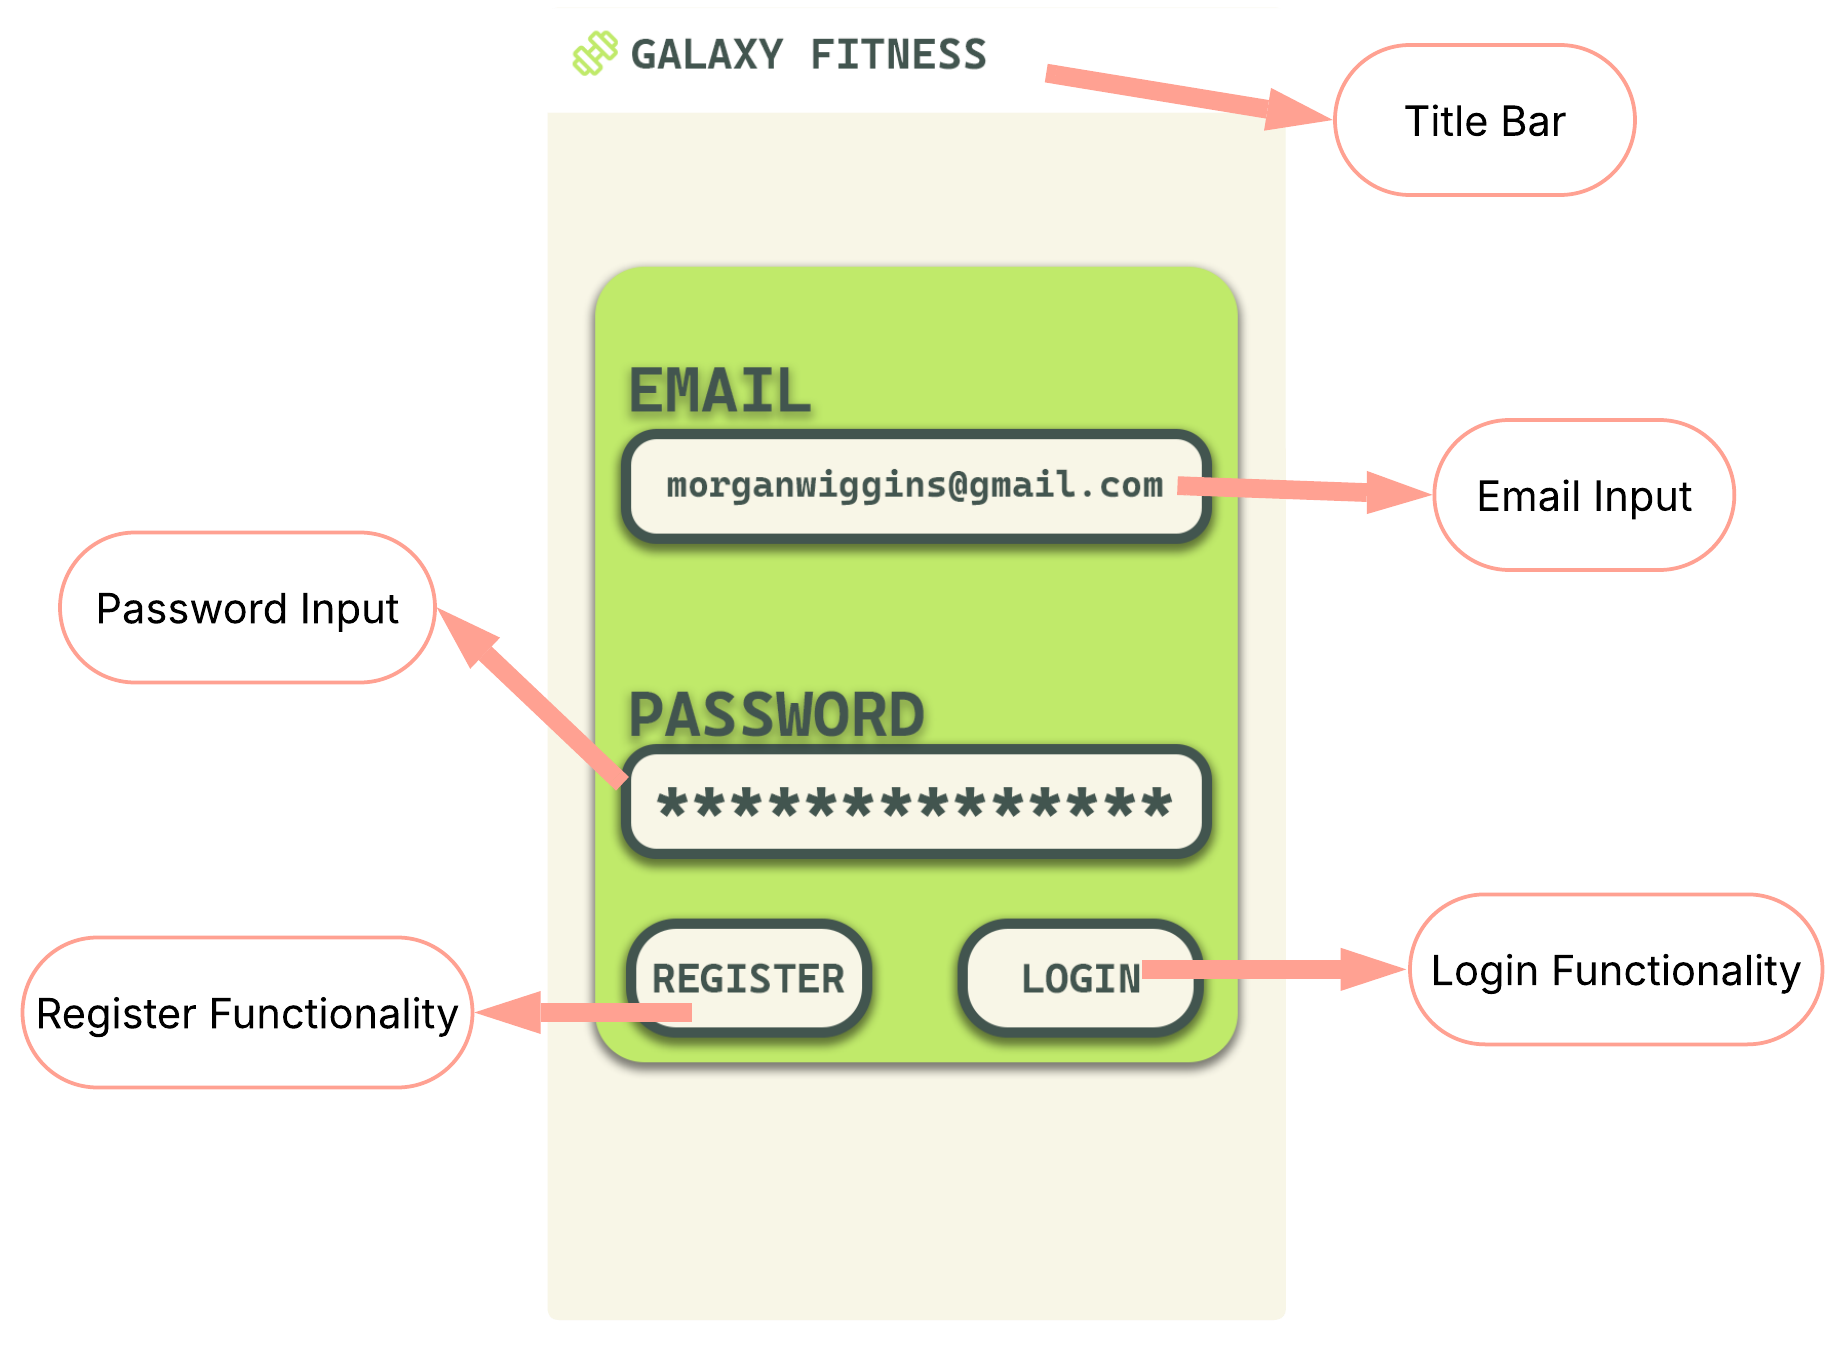 GALAXY FITNESS
Title Bar
EMAIL
morganwiggins@gmail.com
Email Input
Password Input
PASSWORD
**************
REGISTER
LOGIN
Login Functionality
Register Functionality